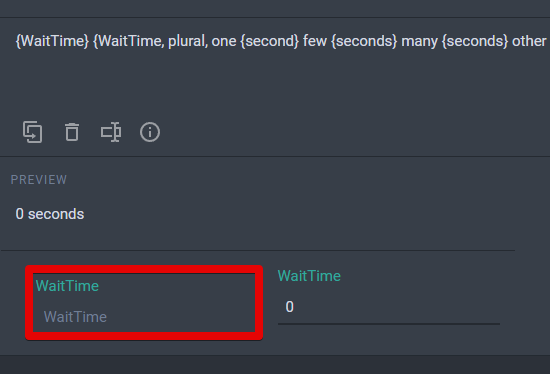 {WaitTime} {WaitTime, plural, one {second} few {seconds} many {seconds} other
PREVIEW
0 seconds
WaitTime
WaitTime
WaitTime
0